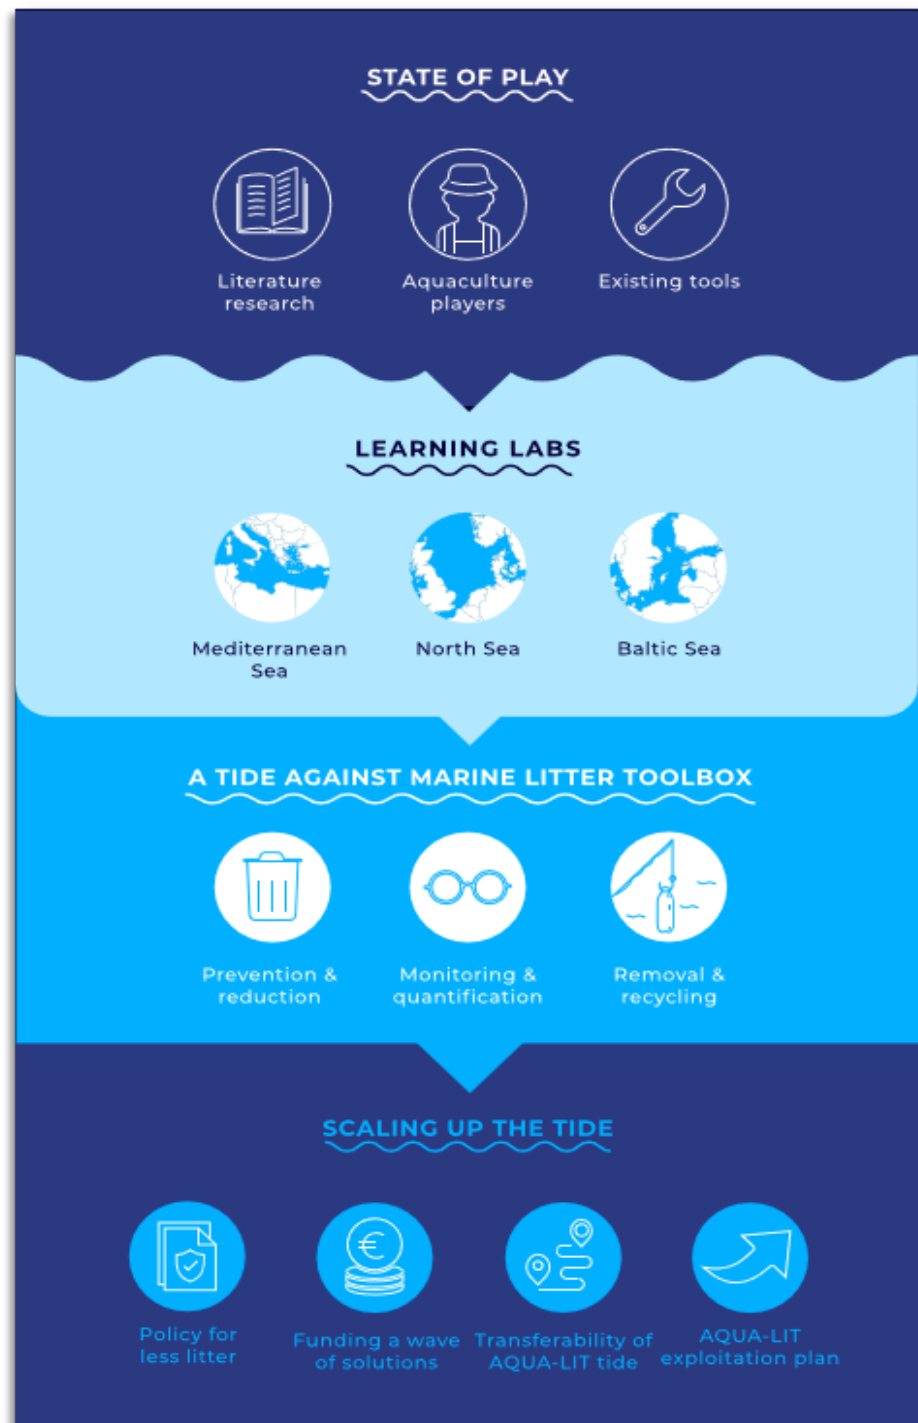 STATE OF PLAY
Literature
research
Aquaculture
players
Existing tools
LEARNING LABS
Mediterranean
Sea
North Sea
Baltic Sea
A TIDE AGAINST MARINE LITTER TOOLBOX
Prevention &
reduction
Monitoring &
quantification
Removal &
recycling
SCALING UP THE TIDE
Policy for
less litter
Funding a wave
of solutions
Transferability of
AQUA-LIT tide
AQUA-LIT
exploitation plan